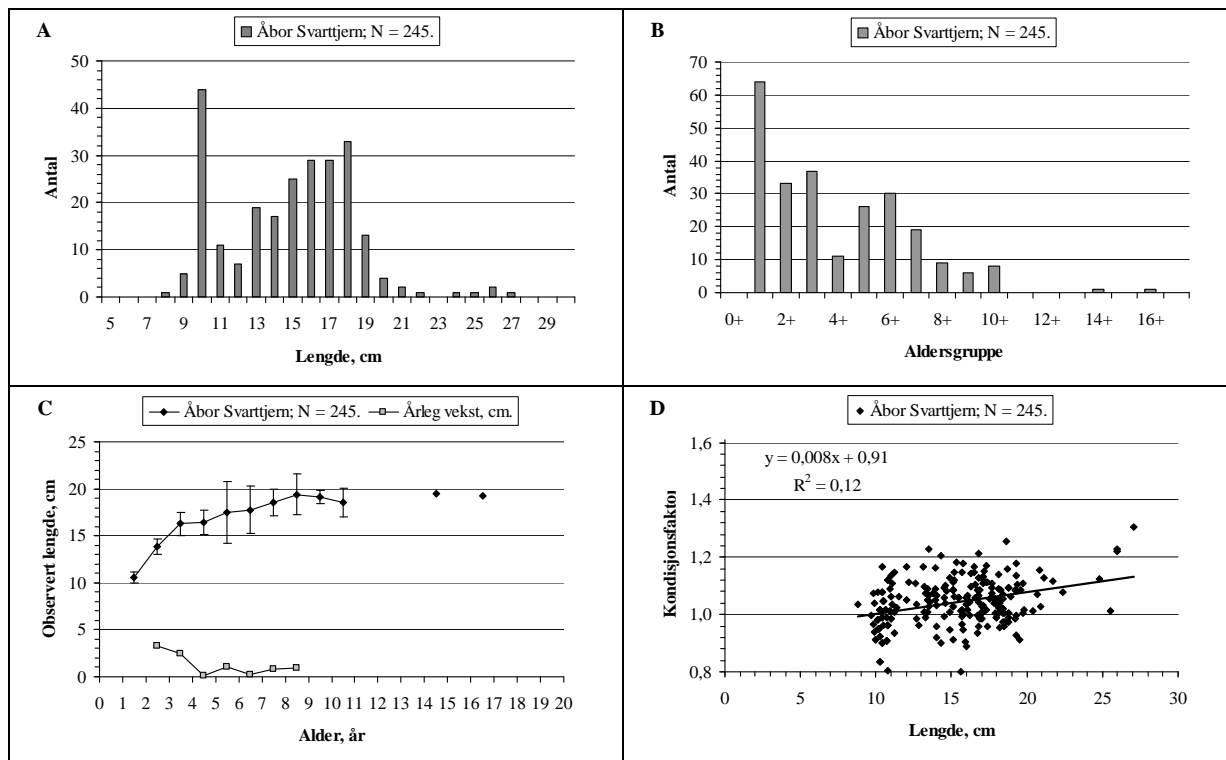 A
Åbor Svarttjern; N = 245.
50
40
30
20
10
0
Antal
5 7 9 11 13 15 17 19 21 23 25 27 29
Lengde, cm
B
Åbor Svarttjern; N = 245.
70
60
50
40
30
20
10
0
Antal
0+ 2+ 4+ 6+ 8+ 10+ 12+ 14+ 16+
Aldersgruppe
C
Åbor Svarttjern; N = 245. Årleg vekst, cm.
25
20
15
10
5
0
Observert lengde, cm
0 1 2 3 4 5 6 7 8 9 10 11 12 13 14 15 16 17 18 19 20
Alder, år
D
Åbor Svarttjern; N = 245.
y = 0,008x + 0,91
R² = 0,12
1,6
1,4
1,2
1,0
0,8
Kondisjonsfaktor
0 10 15 20 25 30
Lengde, cm